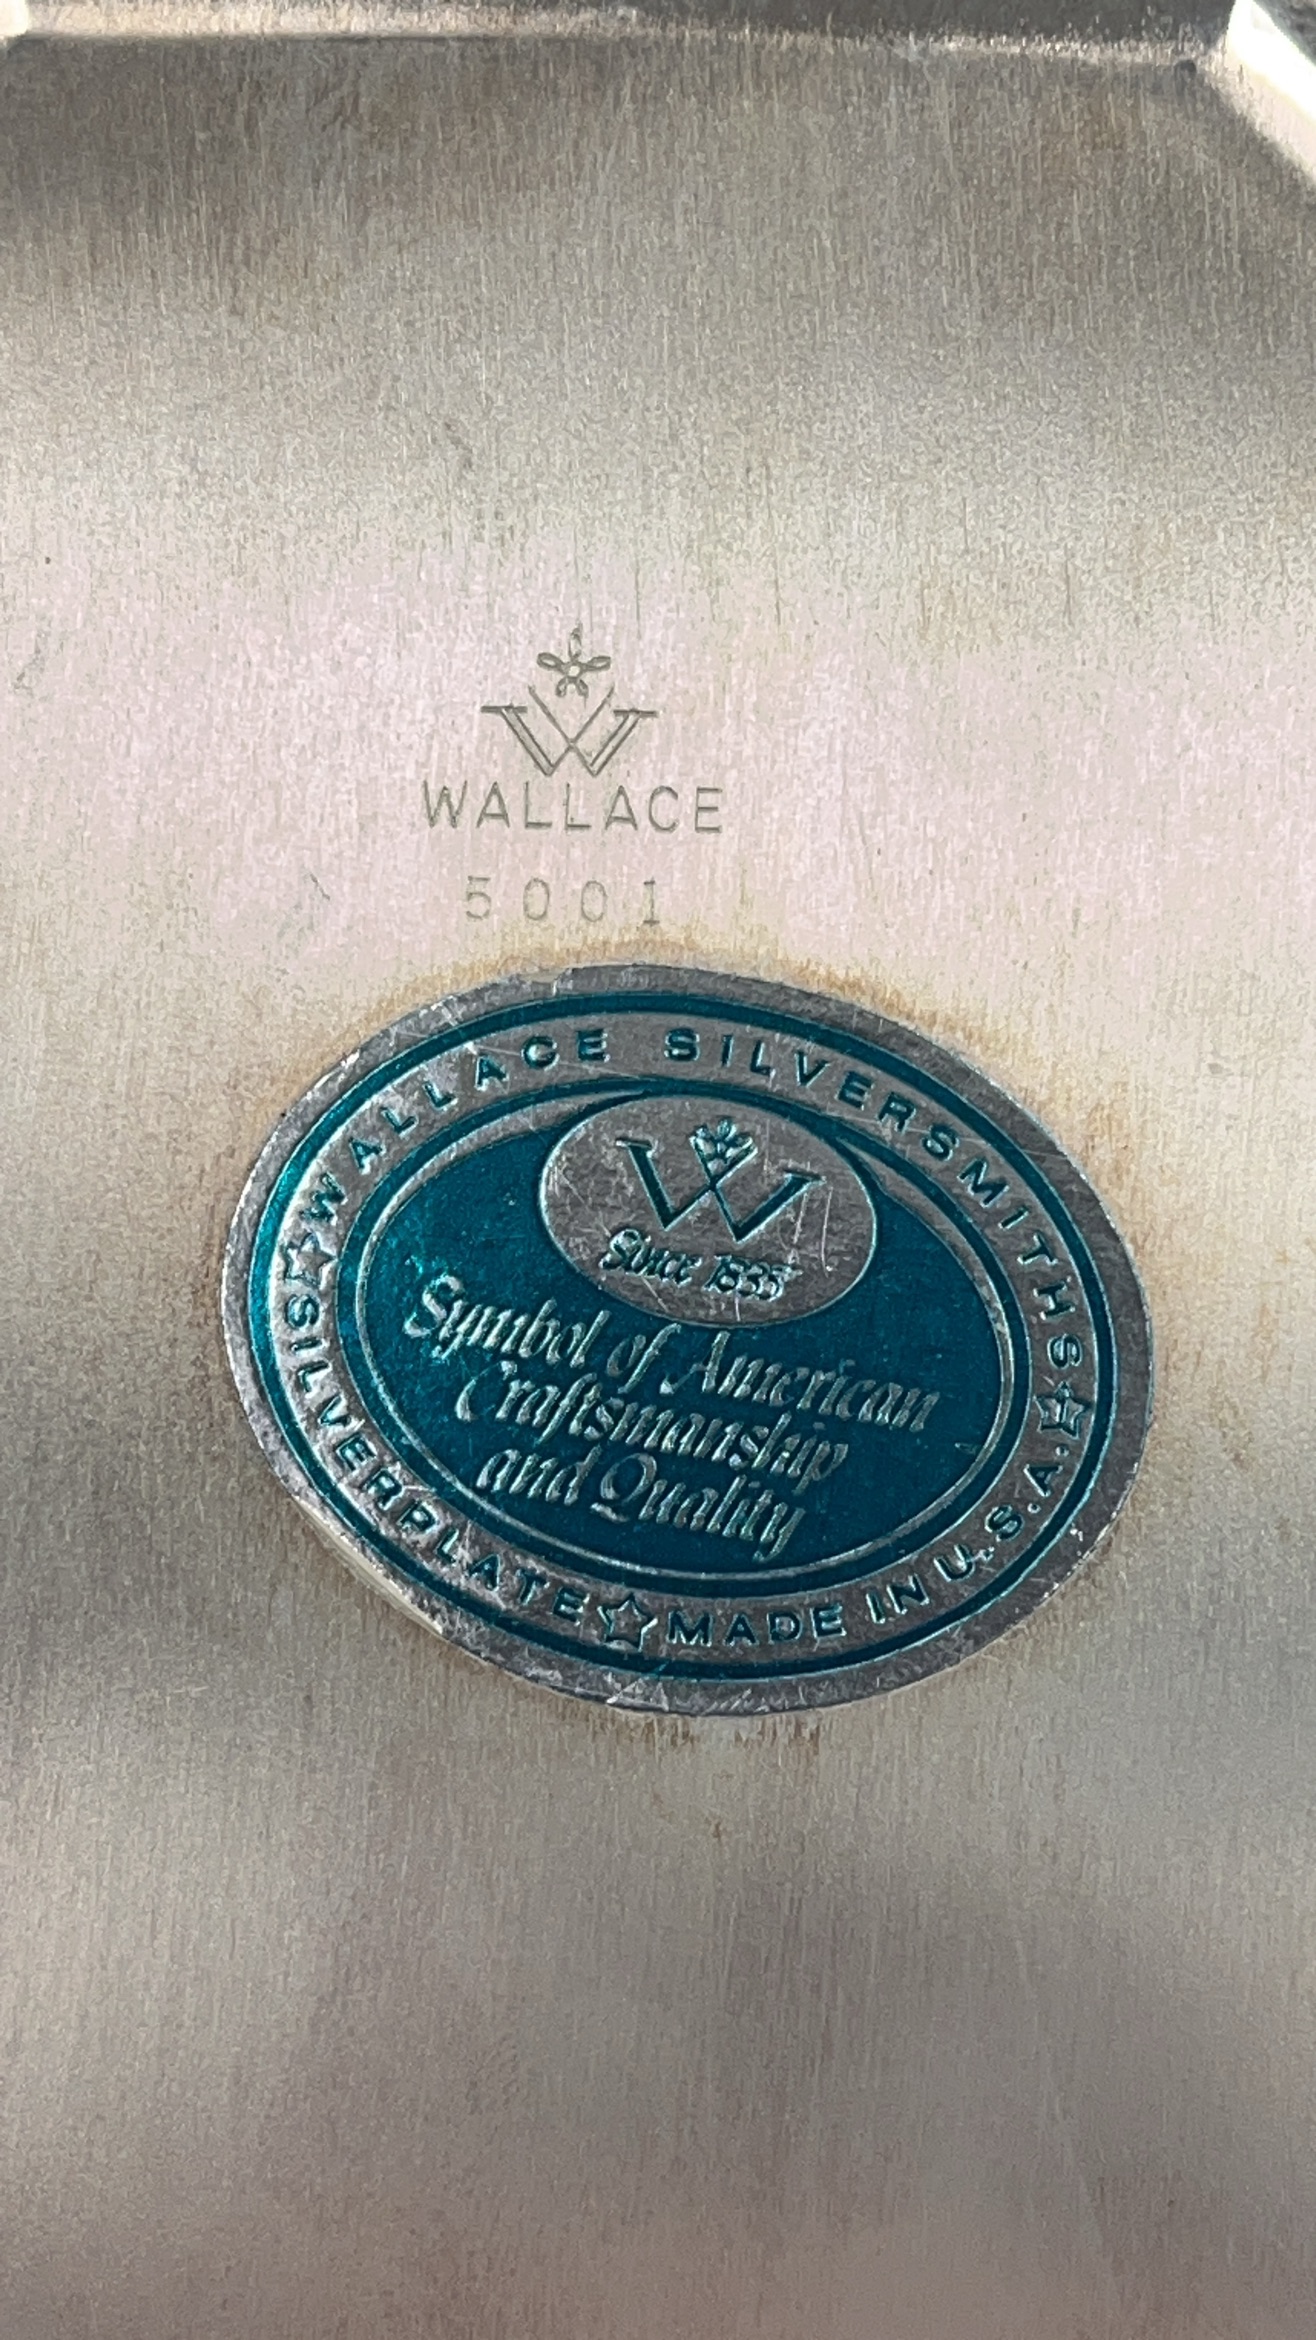 W
WALLACE
5001
WALLACE SILVERSMITHS
W
Since 1835
Symbol of American
Craftsmanship
and Quality
SILVERPLATE ☆ MADE IN U.S.A.